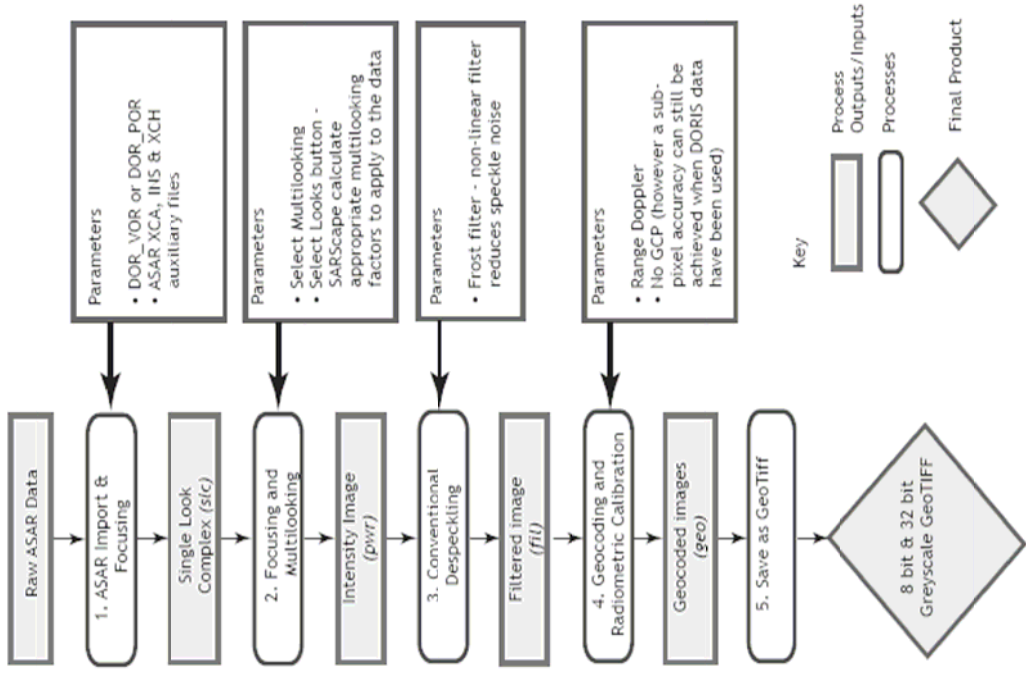 Raw ASAR Data
1. ASAR Import &
Focusing
Single Look
Complex (slc)
2. Focusing and
Multilooking
Intensity Image
(pwr)
3. Conventional
Despeckling
Filtered image
(fil)
4. Geocoding and
Radiometric Calibration
Geocoded images
(geo)
5. Save as GeoTiff
8 bit & 32 bit
Greyscale GeoTIFF
Parameters
• DOR_VOR or DOR_POR
• ASAR XCA, INS & XCH
auxiliary files
Parameters
• Select Multilooking
• Select Looks button -
SARScape calculate
appropriate multilooking
factors to apply to the data
Parameters
• Frost filter - non-linear filter
reduces speckle noise
Parameters
• Range Doppler
• No GCP (however a sub-
pixel accuracy can still be
achieved when DORIS data
have been used)
Key
Process
Outputs/Inputs
Processes
Final Product